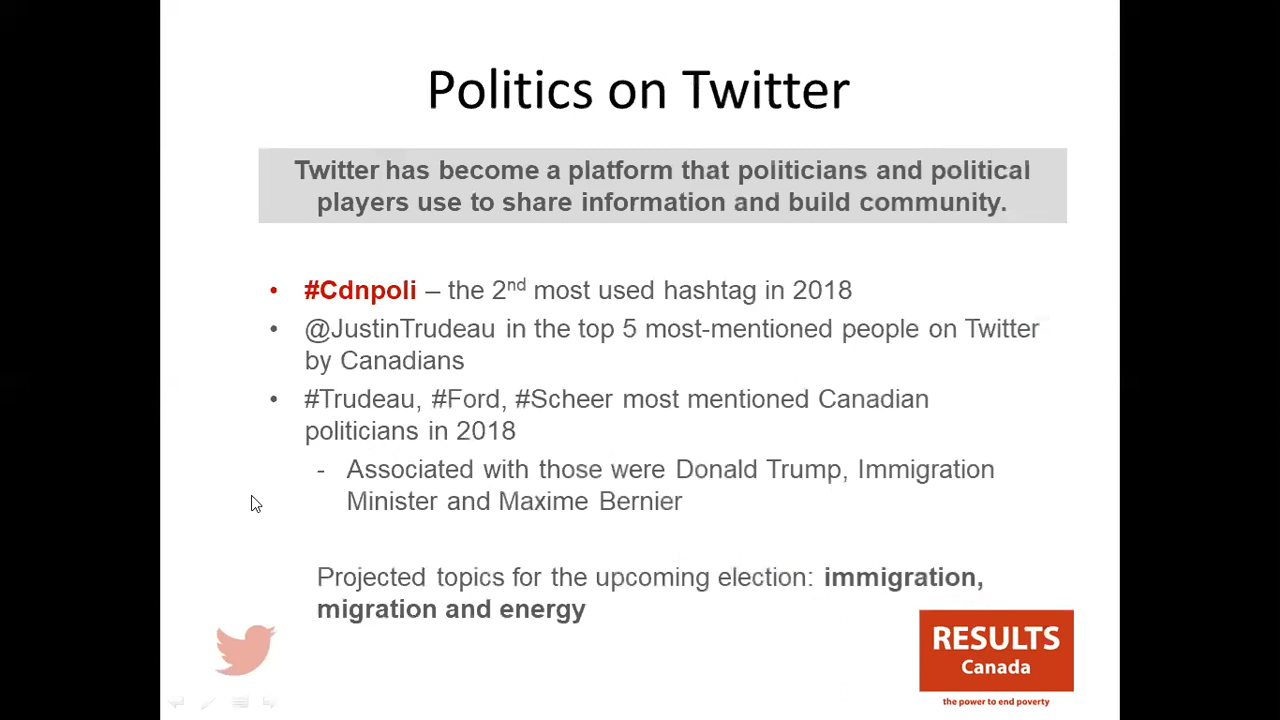 Politics on Twitter
Twitter has become a platform that politicians and political
players use to share information and build community.
• #Cdnpoli – the 2nd most used hashtag in 2018
• @JustinTrudeau in the top 5 most-mentioned people on Twitter
by Canadians
• #Trudeau, #Ford, #Scheer most mentioned Canadian
politicians in 2018
- Associated with those were Donald Trump, Immigration
Minister and Maxime Bernier
Projected topics for the upcoming election: immigration,
migration and energy
RESULTS
Canada
the power to end poverty